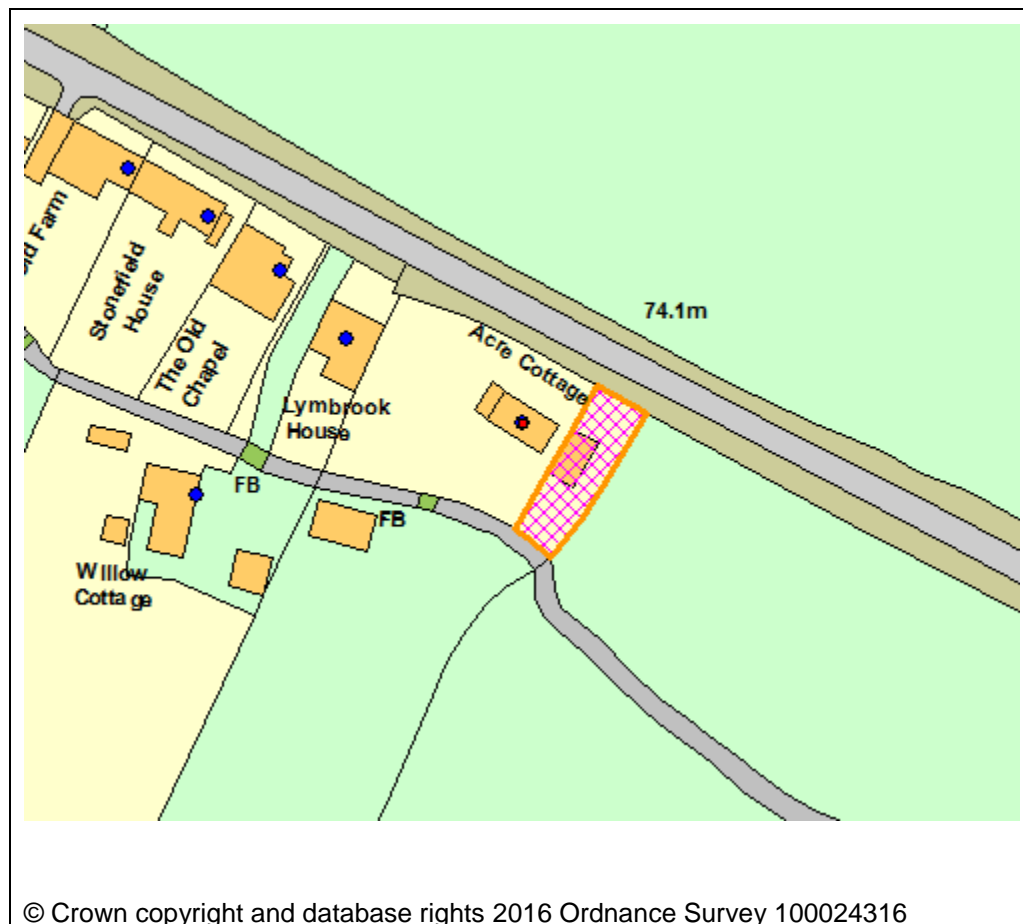 74.1m
Acre Cottage
ld Farm
Stonefield
House
The Old
Chapel
Lymbrook
House
FB
FB
Willow
Cottage
© Crown copyright and database rights 2016 Ordnance Survey 100024316